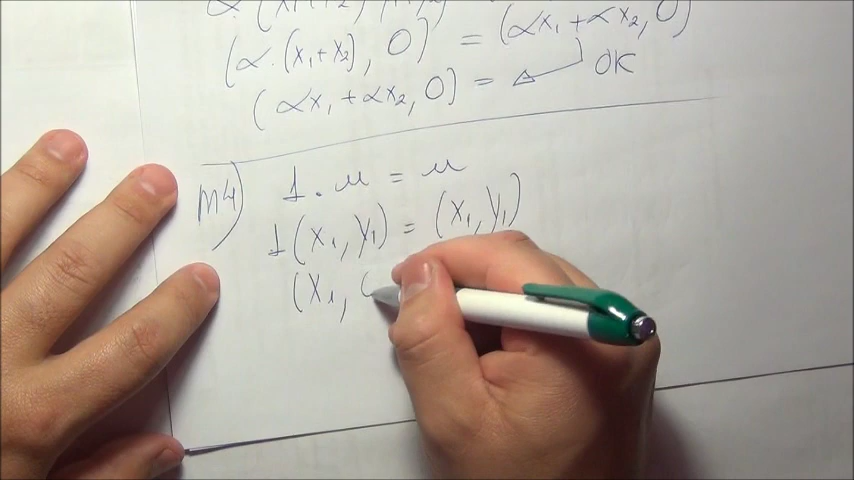 (α.(x₁+x₂), 0) = (αx₁+αx₂, 0)
(αx₁+αx₂, 0) = OK
m4) 1.u = u
1(x₁, y₁) = (x₁, y₁)
(x₁,